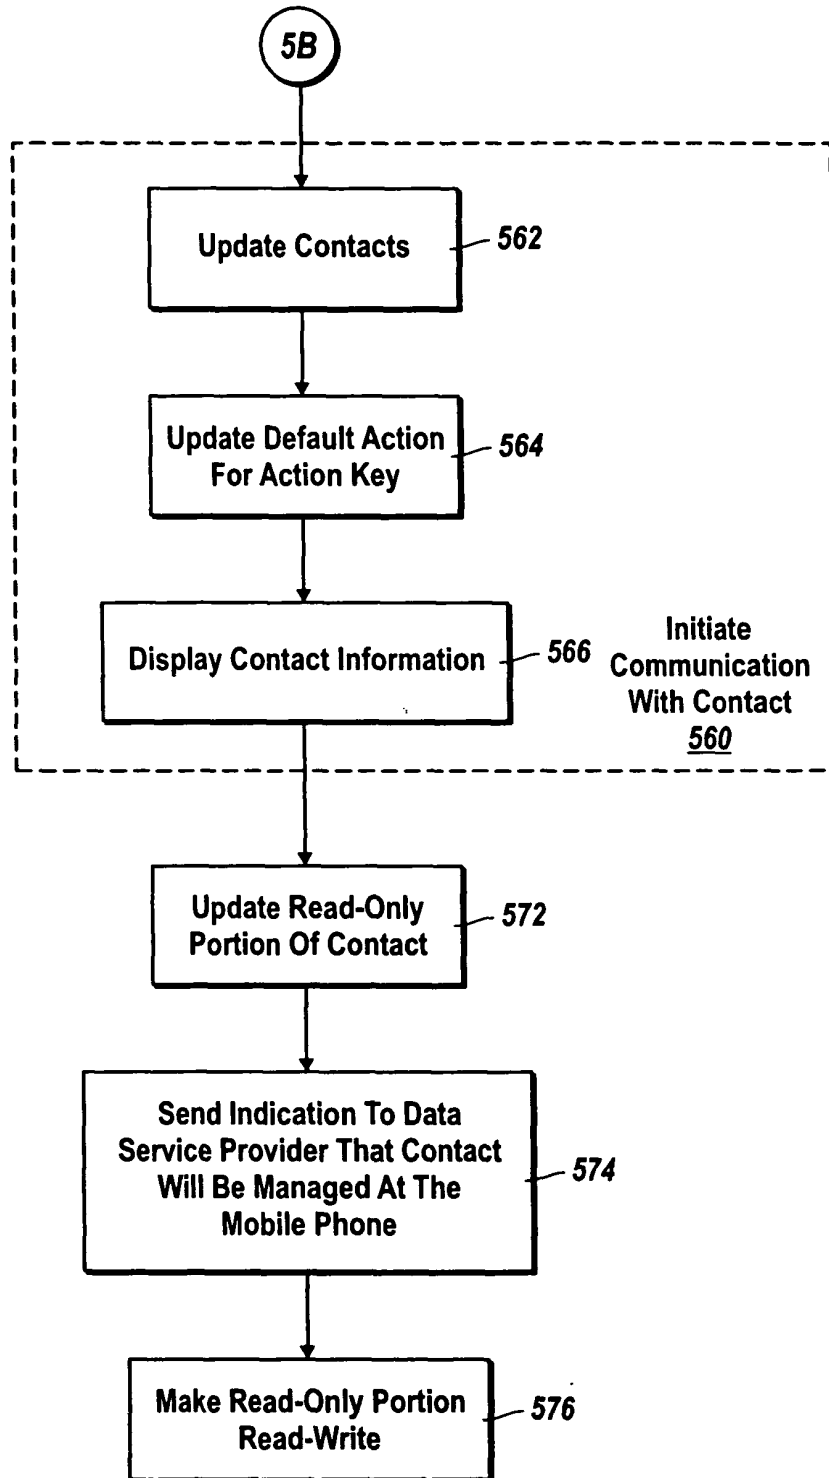 5B
Update Contacts
562
Update Default Action
For Action Key
564
Display Contact Information
566
Initiate
Communication
With Contact
560
Update Read-Only
Portion Of Contact
572
Send Indication To Data
Service Provider That Contact
Will Be Managed At The
Mobile Phone
574
Make Read-Only Portion
Read-Write
576